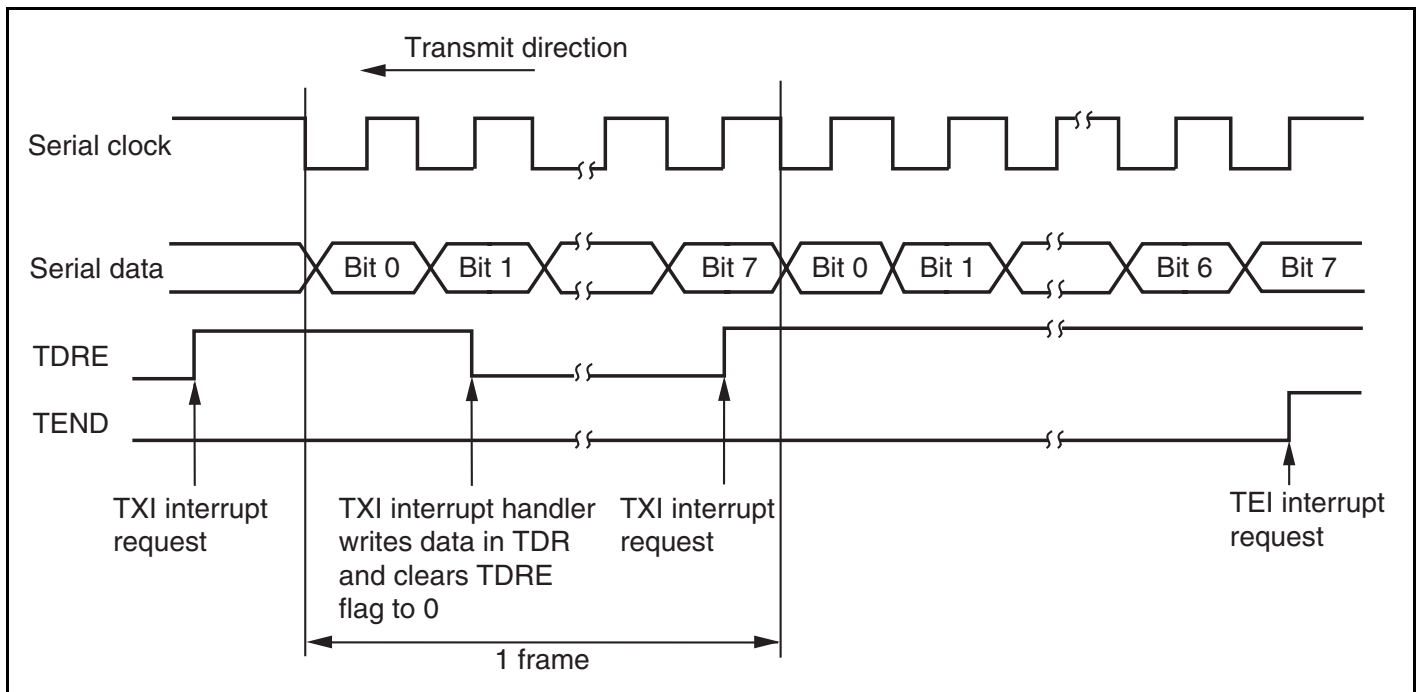 Transmit direction
Serial clock
Serial data
Bit 0 Bit 1 Bit 7 Bit 0 Bit 1 Bit 6 Bit 7
TDRE
TEND
TXI interrupt
request
TXI interrupt handler
writes data in TDR
and clears TDRE
flag to 0
TXI interrupt
request
TEI interrupt
request
1 frame